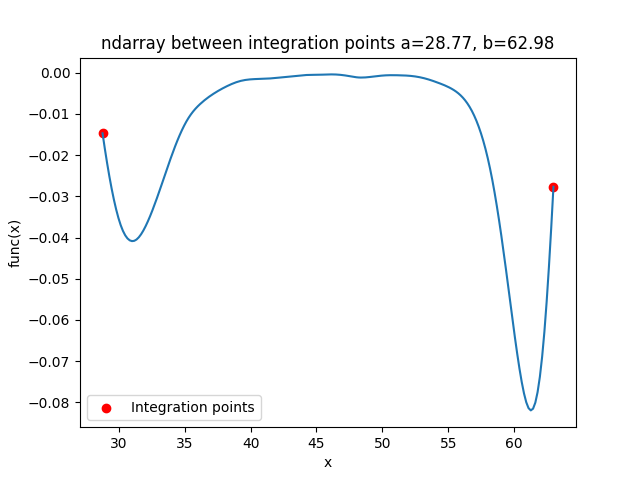 ndarray between integration points a=28.77, b=62.98
0.00
−0.01
−0.02
−0.03
−0.04
−0.05
−0.06
−0.07
−0.08
func(x)
Integration points
30 35 40 45 50 55 60
x